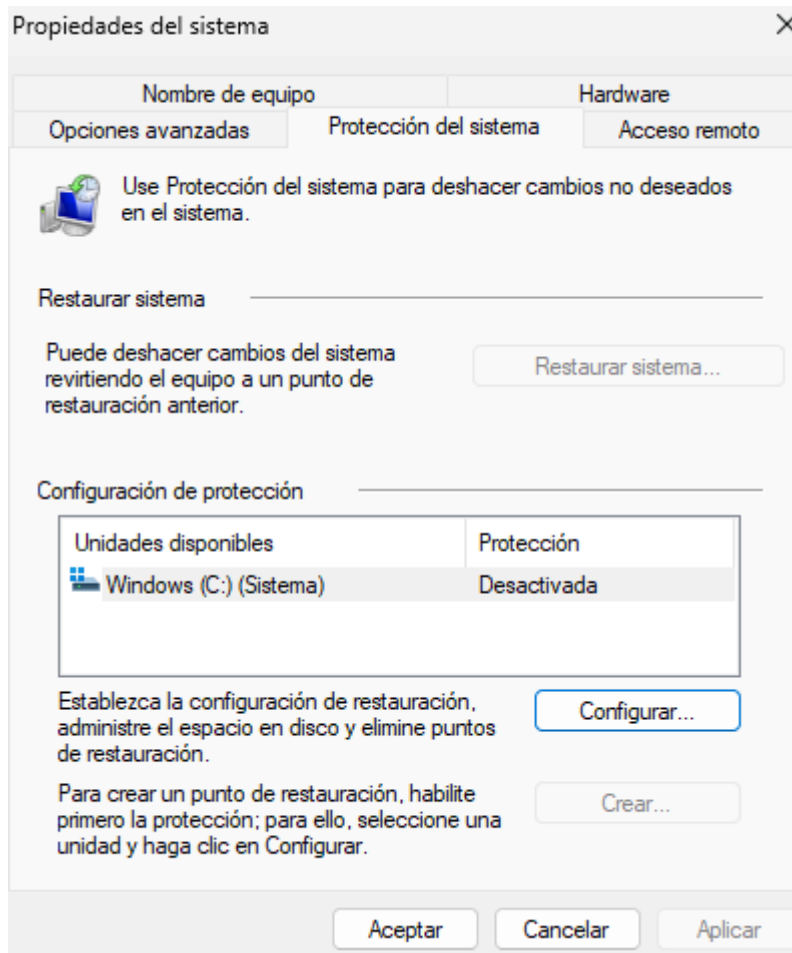 Propiedades del sistema
Nombre de equipo
Hardware
Opciones avanzadas
Protección del sistema
Acceso remoto
Use Protección del sistema para deshacer cambios no deseados
en el sistema.
Restaurar sistema
Puede deshacer cambios del sistema
revirtiendo el equipo a un punto de
restauración anterior.
Restaurar sistema...
Configuración de protección
Unidades disponibles
Protección
Windows (C:) (Sistema)
Desactivada
Establezca la configuración de restauración,
administre el espacio en disco y elimine puntos
de restauración.
Configurar...
Para crear un punto de restauración, habilite
primero la protección; para ello, seleccione una
unidad y haga clic en Configurar.
Crear...
Aceptar
Cancelar
Aplicar